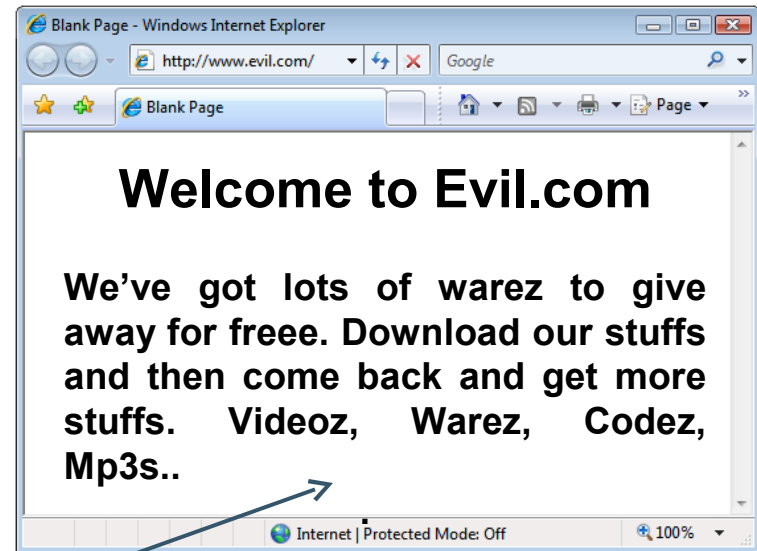 Blank Page - Windows Internet Explorer
http://www.evil.com/ Google
Blank Page Page
Welcome to Evil.com
We’ve got lots of warez to give
away for freee. Download our stuffs
and then come back and get more
stuffs. Videoz, Warez, Codez,
Mp3s..
Internet | Protected Mode: Off 100%